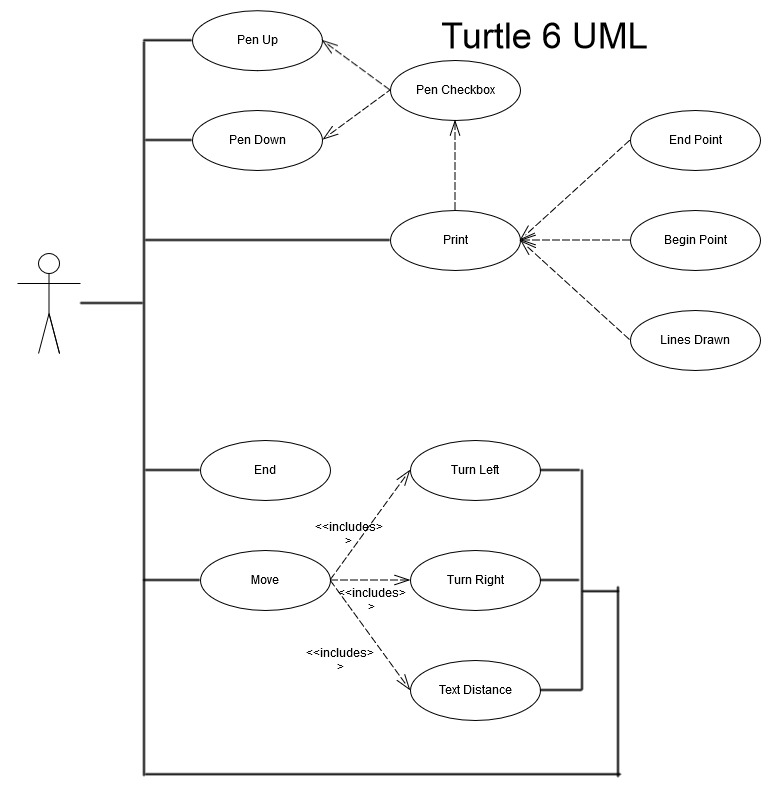 Turtle 6 UML
Pen Up
Pen Checkbox
Pen Down
End Point
Print
Begin Point
Lines Drawn
End
Turn Left
<<includes>
>
Move
Turn Right
<<includes>
>
<<includes>
>
Text Distance